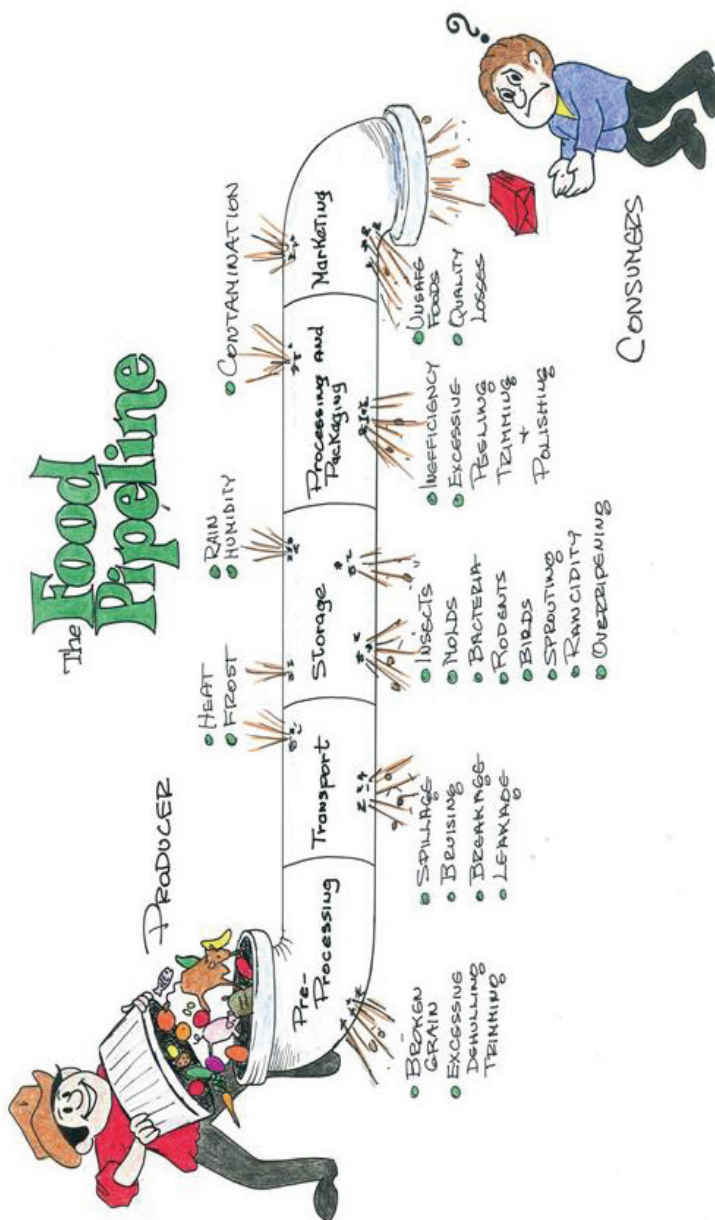 The
Food
Pipeline
PRODUCER
● HEAT
● FROST
● RAIN
● HUMIDITY
● CONTAMINATION
Pre-
Processing
Transport
Storage
Processing and
Packaging
Marketing
?
● BROKEN
GRAIN
● EXCESSING
DEHULLING
TRIMMING
● SPILLAGE
● BRUISING
● BREAKAGE
● LEAKAGE
● INSECTS
● MOLDS
● BACTERIA
● RODENTS
● BIRDS
● SPROUTING
● RANCIDITY
● OVERRIPENING
● INEFFICIENCY
● EXCESSIVE
PEELING
TRIMMING
+
POLISHING
● UNSAFE
FOODS
● QUALITY
LOSSES
CONSUMERS